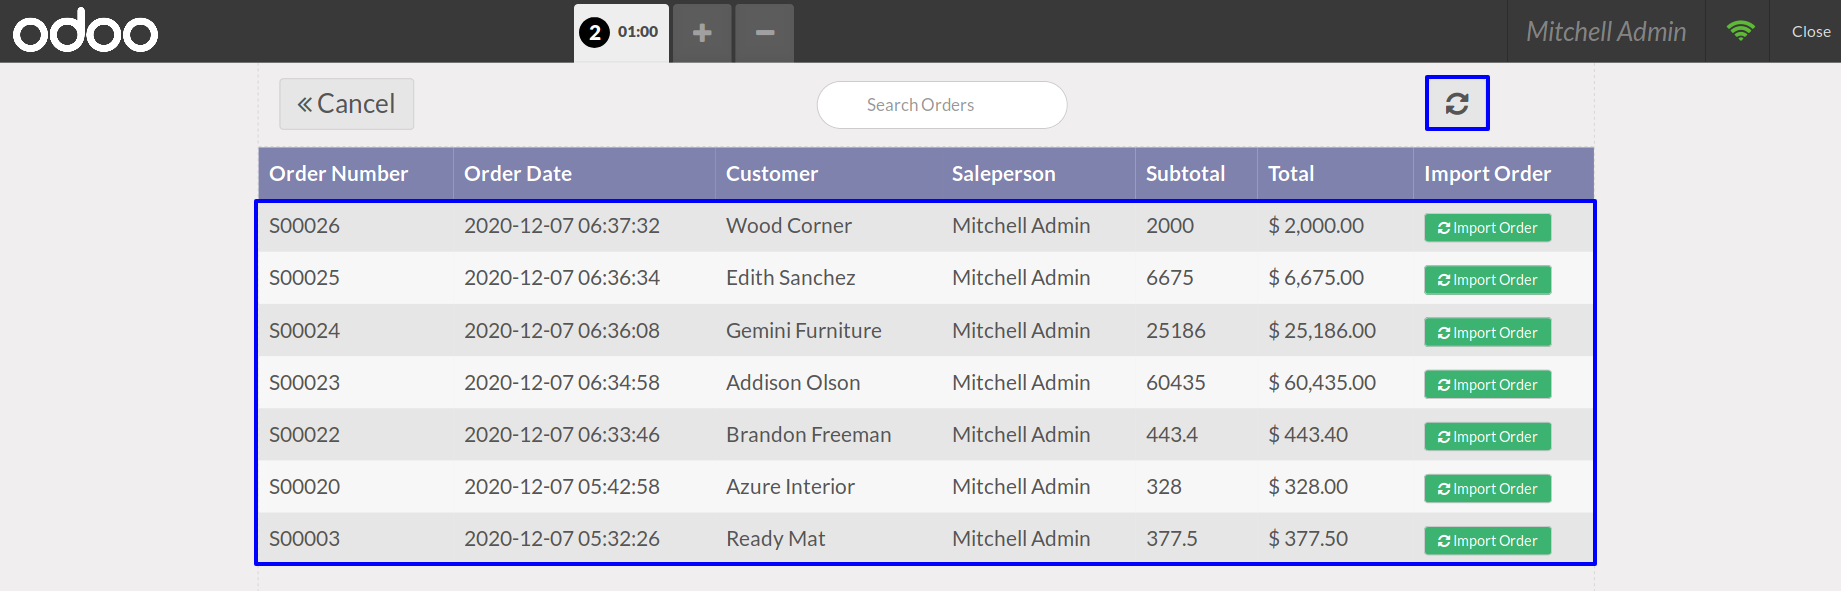 odoo 2 01:00 + − Mitchell Admin Close
« Cancel Search Orders
Order Number Order Date Customer Saleperson Subtotal Total Import Order
S00026 2020-12-07 06:37:32 Wood Corner Mitchell Admin 2000 $ 2,000.00 Import Order
S00025 2020-12-07 06:36:34 Edith Sanchez Mitchell Admin 6675 $ 6,675.00 Import Order
S00024 2020-12-07 06:36:08 Gemini Furniture Mitchell Admin 25186 $ 25,186.00 Import Order
S00023 2020-12-07 06:34:58 Addison Olson Mitchell Admin 60435 $ 60,435.00 Import Order
S00022 2020-12-07 06:33:46 Brandon Freeman Mitchell Admin 443.4 $ 443.40 Import Order
S00020 2020-12-07 05:42:58 Azure Interior Mitchell Admin 328 $ 328.00 Import Order
S00003 2020-12-07 05:32:26 Ready Mat Mitchell Admin 377.5 $ 377.50 Import Order